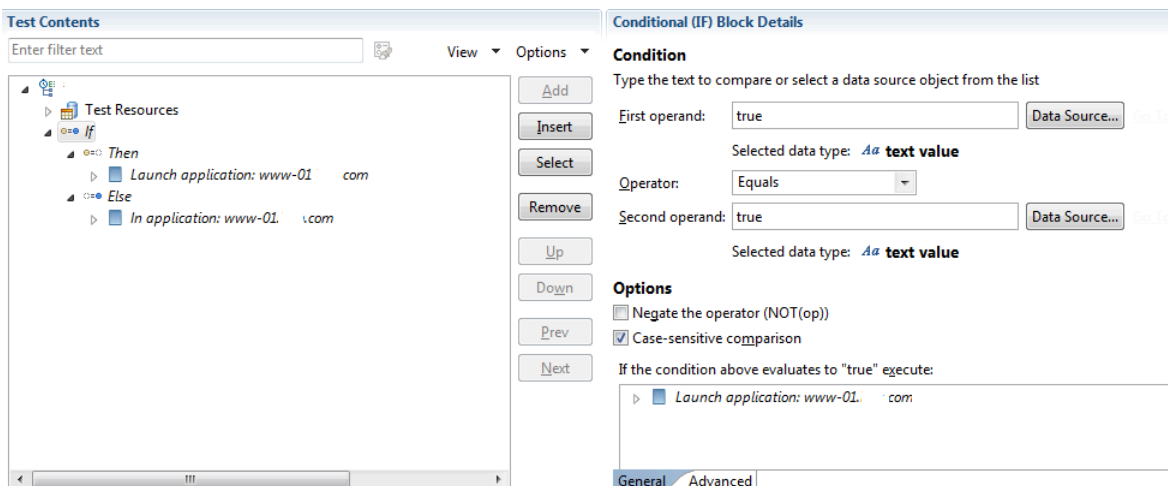 Test Contents
Enter filter text
View Options
Test Resources
If
Then
Launch application: www-01 com
Else
In application: www-01. .com
Add
Insert
Select
Remove
Up
Down
Prev
Next
Conditional (IF) Block Details
Condition
Type the text to compare or select a data source object from the list
First operand: true Data Source...
Selected data type: Aa text value
Operator: Equals
Second operand: true Data Source...
Selected data type: Aa text value
Options
Negate the operator (NOT(op))
Case-sensitive comparison
If the condition above evaluates to "true" execute:
Launch application: www-01. com
General Advanced